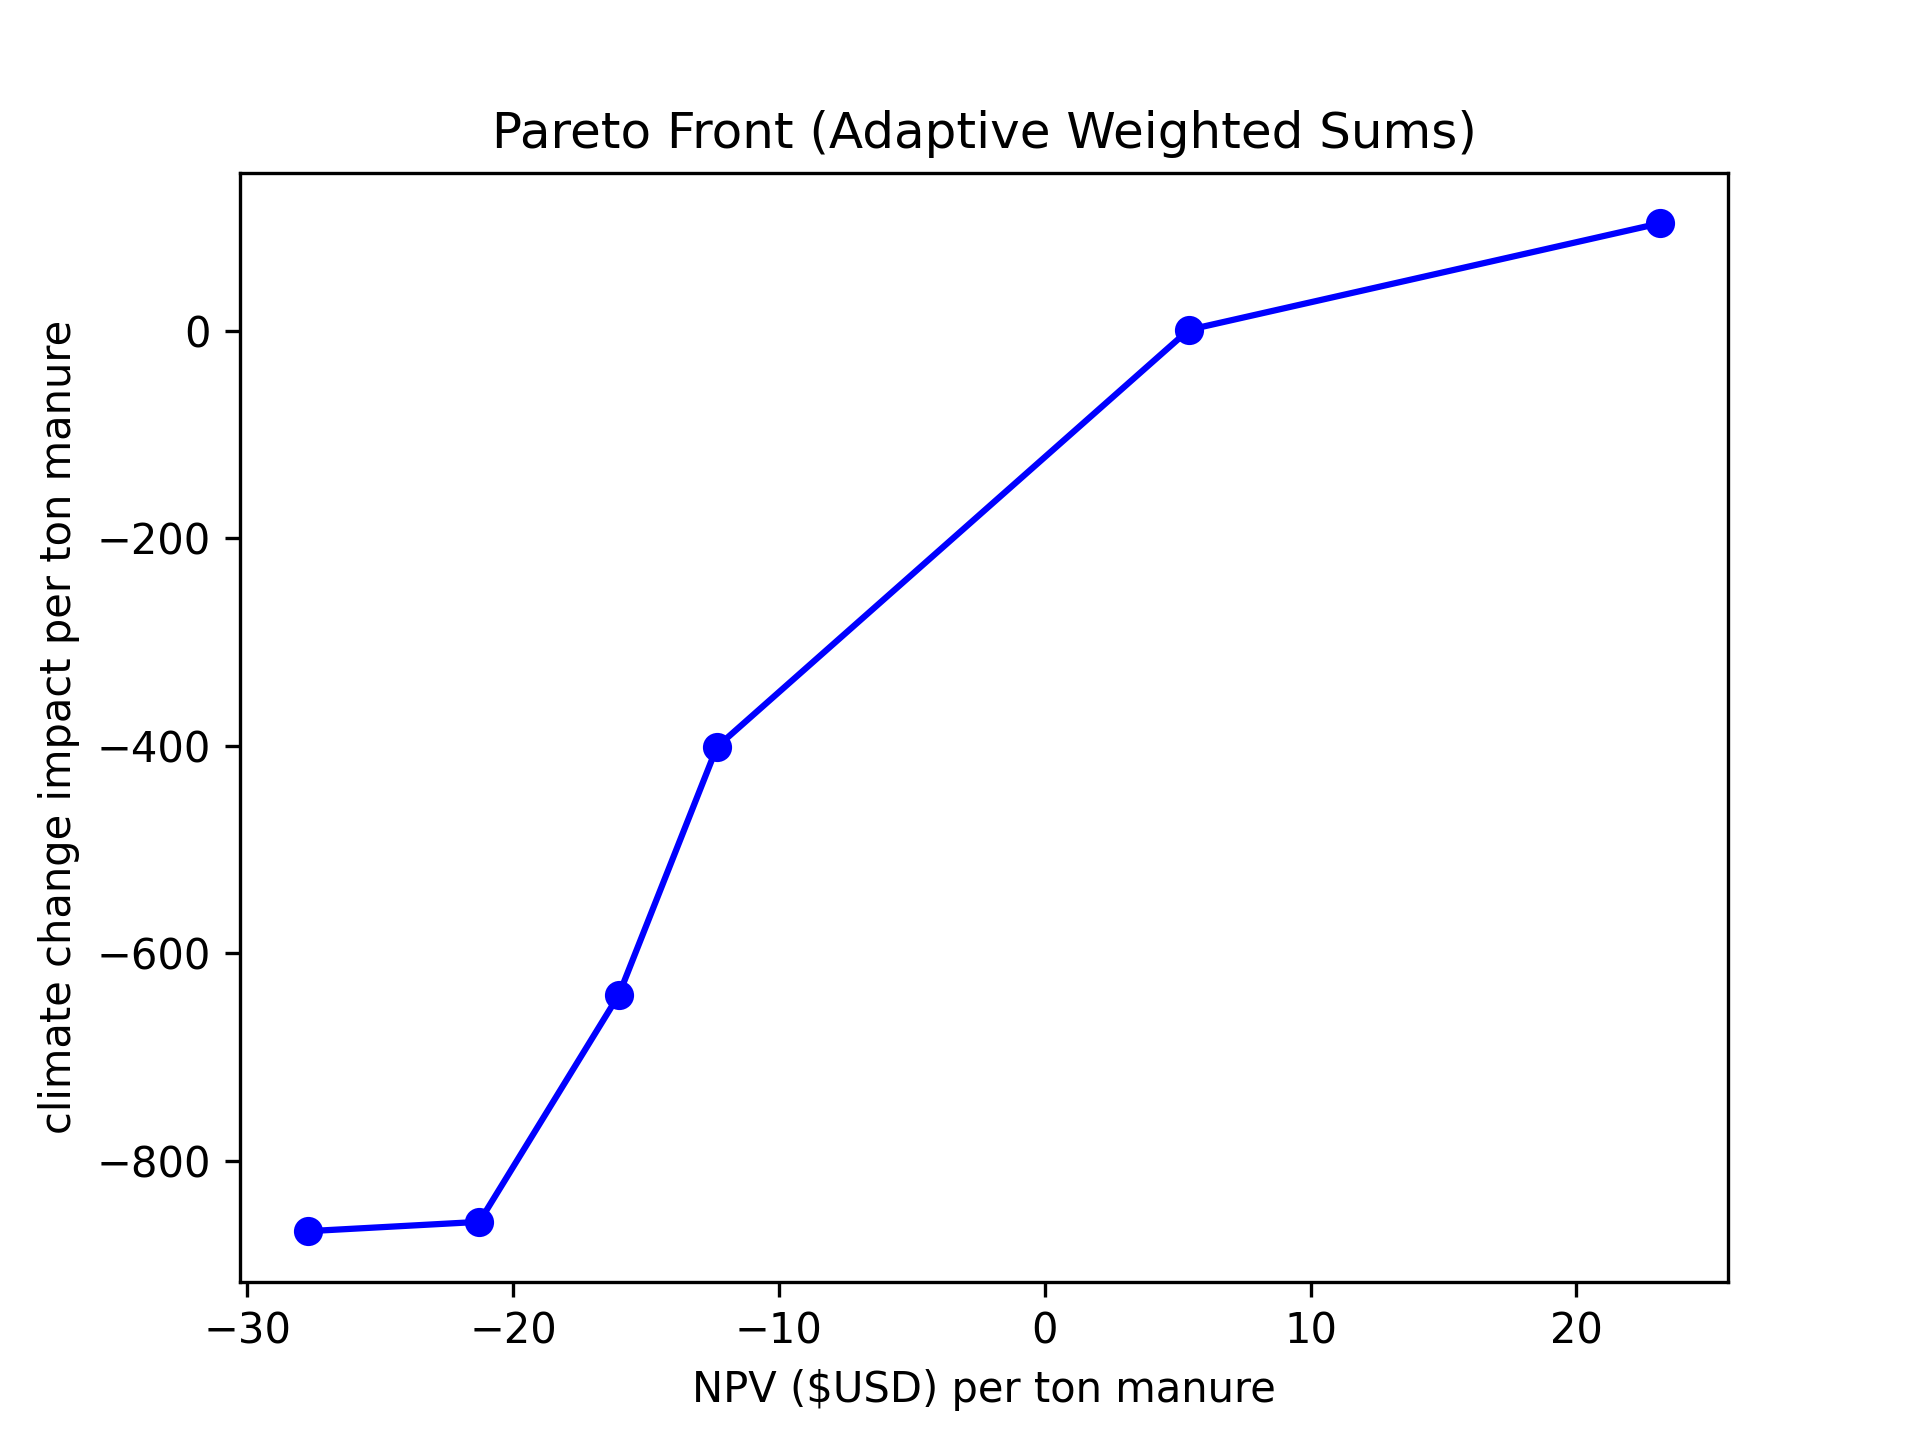 Pareto Front (Adaptive Weighted Sums)
climate change impact per ton manure
0
−200
−400
−600
−800
−30 −20 −10 0 10 20
NPV ($USD) per ton manure